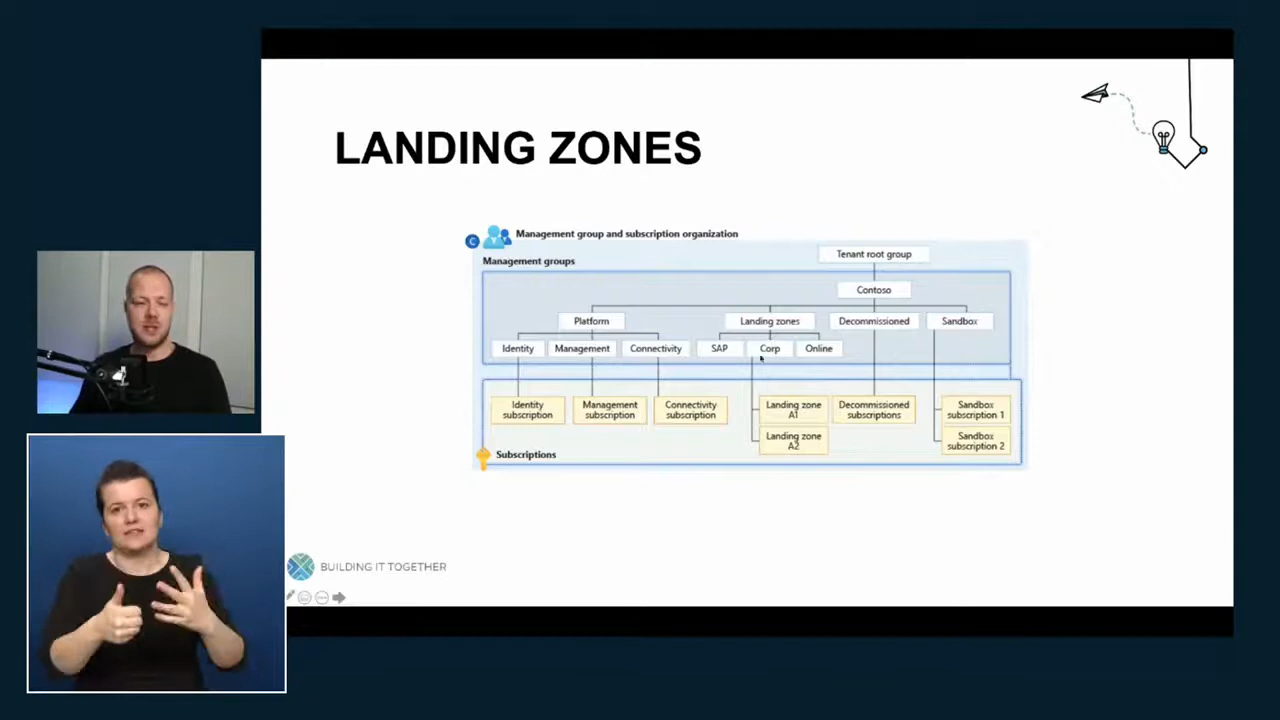 LANDING ZONES
C
Management group and subscription organization
Management groups
Tenant root group
Contoso
Platform
Landing zones
Decommissioned
Sandbox
Identity
Management
Connectivity
SAP
Corp
Online
Identity
subscription
Management
subscription
Connectivity
subscription
Landing zone
A1
Decommissioned
subscriptions
Sandbox
subscription 1
Landing zone
A2
Sandbox
subscription 2
Subscriptions
BUILDING IT TOGETHER